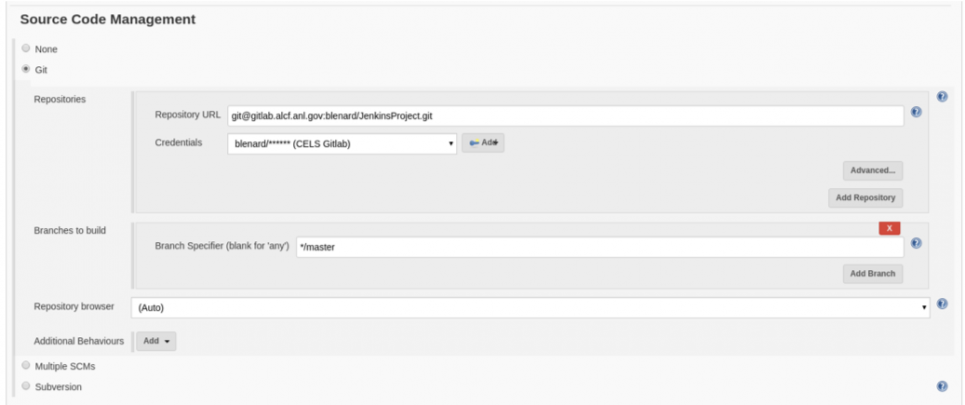 Source Code Management
None
Git
Repositories
Repository URL git@gitlab.alcf.anl.gov:blenard/JenkinsProject.git
Credentials blenard/****** (CELS Gitlab) Add
Advanced...
Add Repository
Branches to build
X
Branch Specifier (blank for 'any') */master
Add Branch
Repository browser (Auto)
Additional Behaviours Add
Multiple SCMs
Subversion